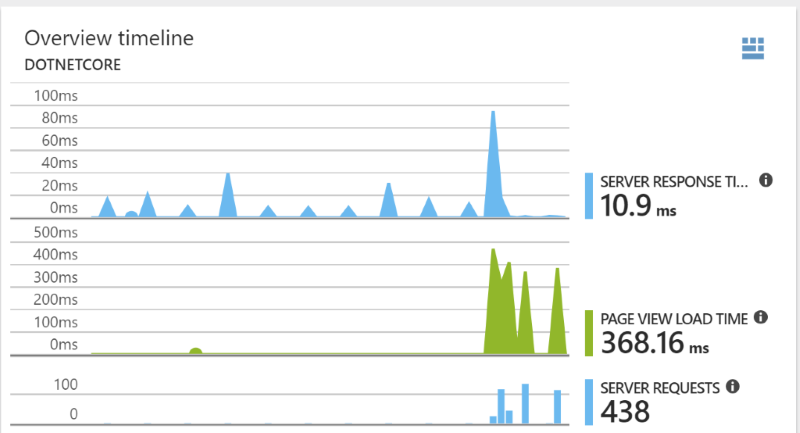 Overview timeline
DOTNETCORE
100ms
80ms
60ms
40ms
20ms
0ms
SERVER RESPONSE TI...
10.9 ms
500ms
400ms
300ms
200ms
100ms
0ms
PAGE VIEW LOAD TIME
368.16 ms
100
0
SERVER REQUESTS
438